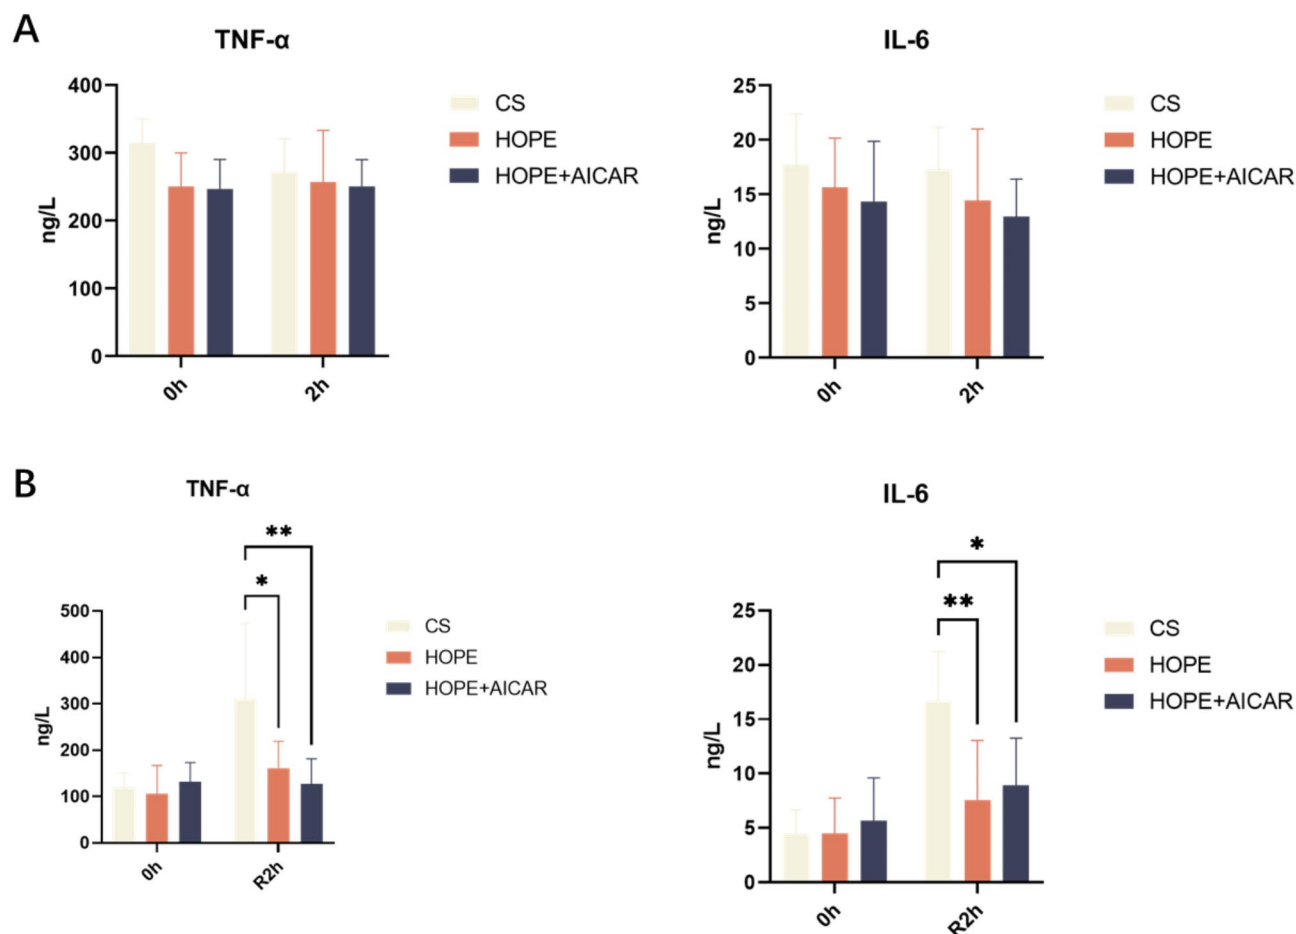 A
TNF-α
400
300
200
100
0
ng/L
0h
2h
CS
HOPE
HOPE+AICAR
IL-6
25
20
15
10
5
0
ng/L
0h
2h
CS
HOPE
HOPE+AICAR
B
TNF-α
**
*
500
400
300
200
100
0
ng/L
0h
R2h
CS
HOPE
HOPE+AICAR
IL-6
*
**
25
20
15
10
5
0
ng/L
0h
R2h
CS
HOPE
HOPE+AICAR